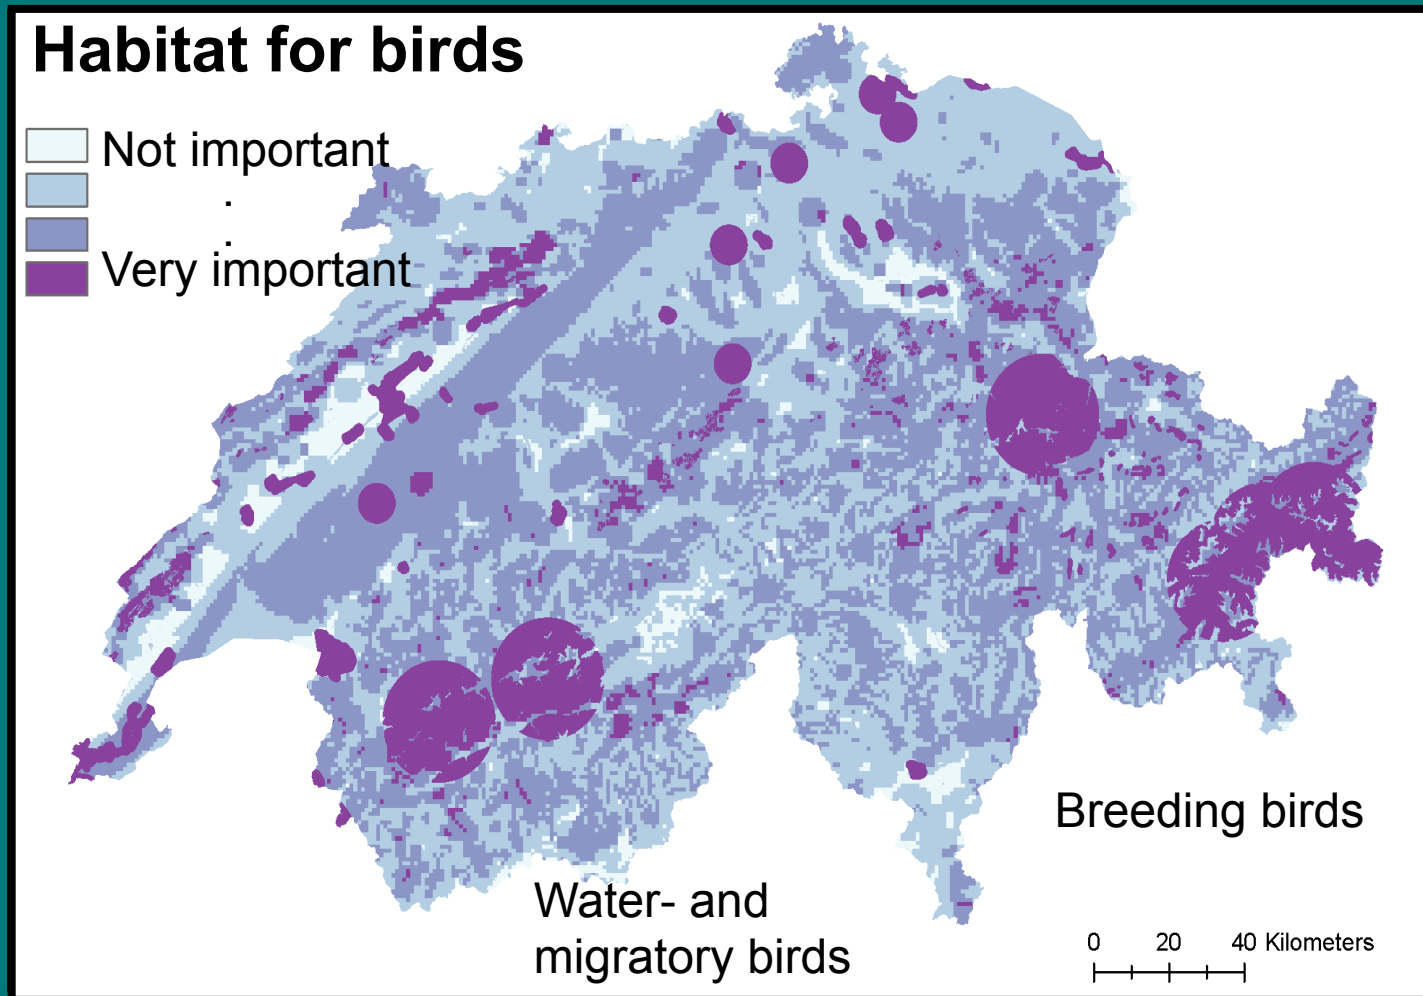 Habitat for birds
Not important
.
.
Very important
Breeding birds
Water- and
migratory birds
0 20 40 Kilometers